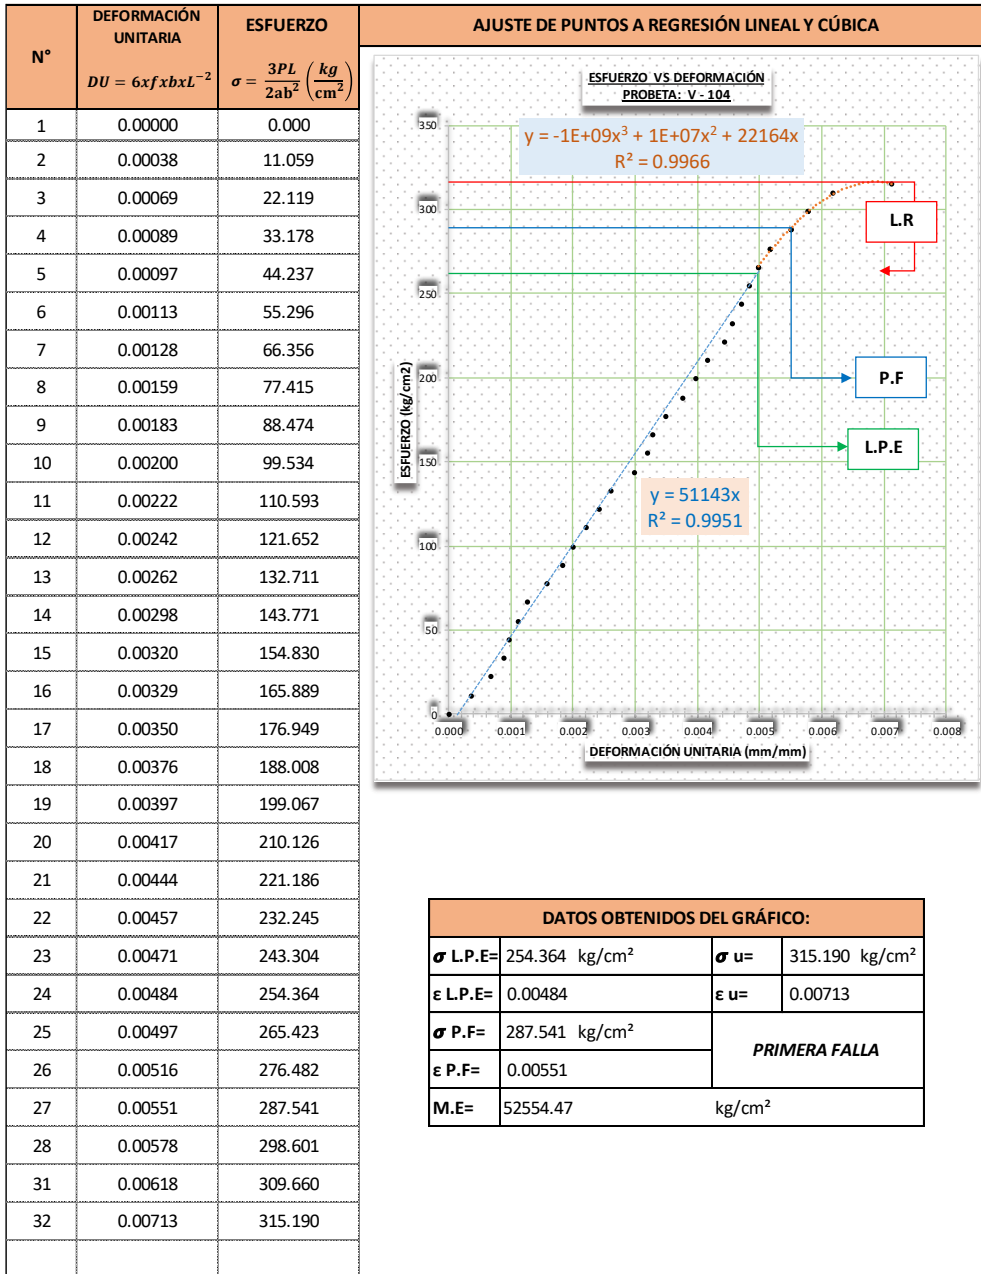 N°
DEFORMACIÓN UNITARIA
DU = 6xfxbxL⁻²
ESFUERZO
σ = 3PL / 2ab² (kg/cm²)
AJUSTE DE PUNTOS A REGRESIÓN LINEAL Y CÚBICA
1 0.00000 0.000
2 0.00038 11.059
3 0.00069 22.119
4 0.00089 33.178
5 0.00097 44.237
6 0.00113 55.296
7 0.00128 66.356
8 0.00159 77.415
9 0.00183 88.474
10 0.00200 99.534
11 0.00222 110.593
12 0.00242 121.652
13 0.00262 132.711
14 0.00298 143.771
15 0.00320 154.830
16 0.00329 165.889
17 0.00350 176.949
18 0.00376 188.008
19 0.00397 199.067
20 0.00417 210.126
21 0.00444 221.186
22 0.00457 232.245
23 0.00471 243.304
24 0.00484 254.364
25 0.00497 265.423
26 0.00516 276.482
27 0.00551 287.541
28 0.00578 298.601
31 0.00618 309.660
32 0.00713 315.190
ESFUERZO VS DEFORMACIÓN
PROBETA: V - 104
y = -1E+09x³ + 1E+07x² + 22164x
R² = 0.9966
350
300
250
200
150
100
50
0
ESFUERZO (kg/cm2)
L.R
P.F
L.P.E
y = 51143x
R² = 0.9951
0.000 0.001 0.002 0.003 0.004 0.005 0.006 0.007 0.008
DEFORMACIÓN UNITARIA (mm/mm)
DATOS OBTENIDOS DEL GRÁFICO:
σ L.P.E= 254.364 kg/cm² σ u= 315.190 kg/cm²
ε L.P.E= 0.00484 ε u= 0.00713
σ P.F= 287.541 kg/cm²
PRIMERA FALLA
ε P.F= 0.00551
M.E= 52554.47 kg/cm²